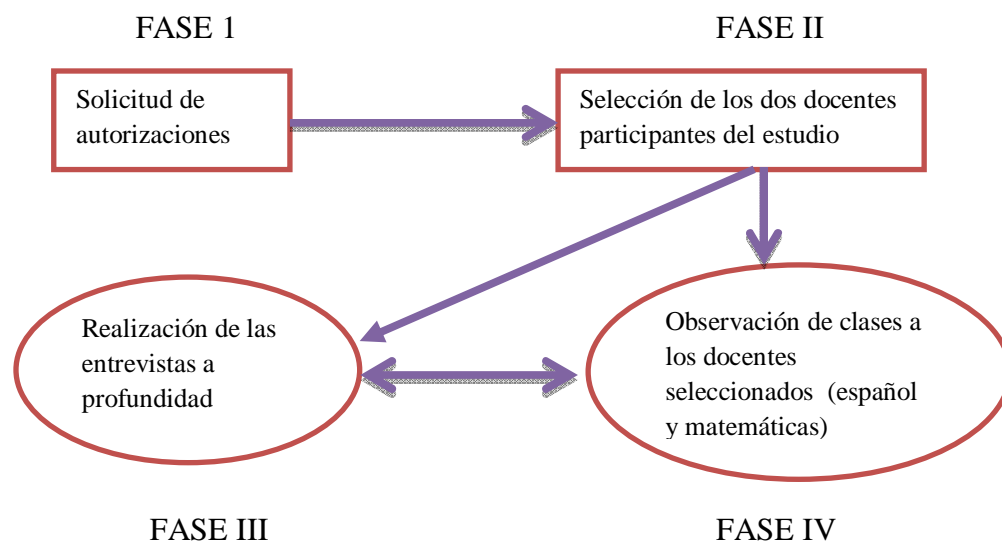 FASE 1
FASE II
Solicitud de
autorizaciones
Selección de los dos docentes
participantes del estudio
Realización de las
entrevistas a
profundidad
Observación de clases a
los docentes
seleccionados (español
y matemáticas)
FASE III
FASE IV